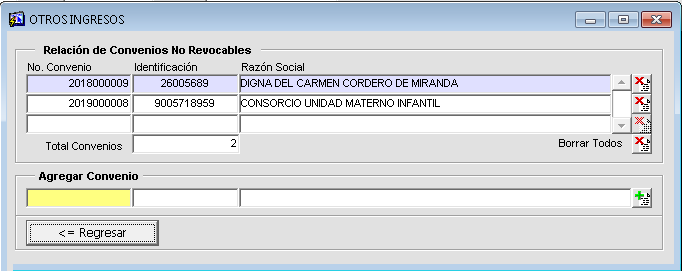 OTROS INGRESOS
Relación de Convenios No Revocables
No. Convenio Identificación Razón Social
2018000009 26005689 DIGNA DEL CARMEN CORDERO DE MIRANDA
2019000008 9005718959 CONSORCIO UNIDAD MATERNO INFANTIL
Total Convenios 2 Borrar Todos
Agregar Convenio
<= Regresar